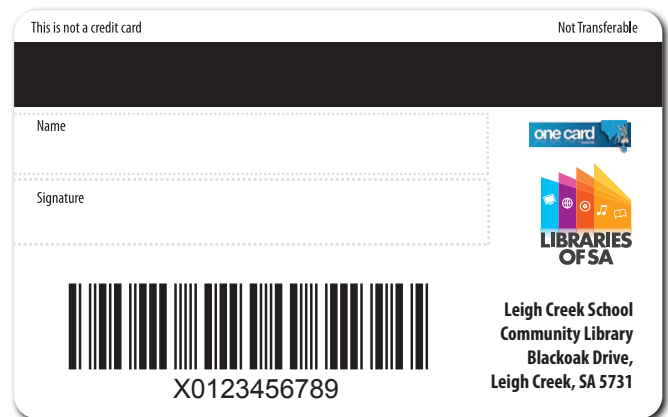 This is not a credit card
Not Transferable
Name
one card
Signature
LIBRARIES
OF SA
Leigh Creek School
Community Library
Blackoak Drive,
Leigh Creek, SA 5731
X0123456789